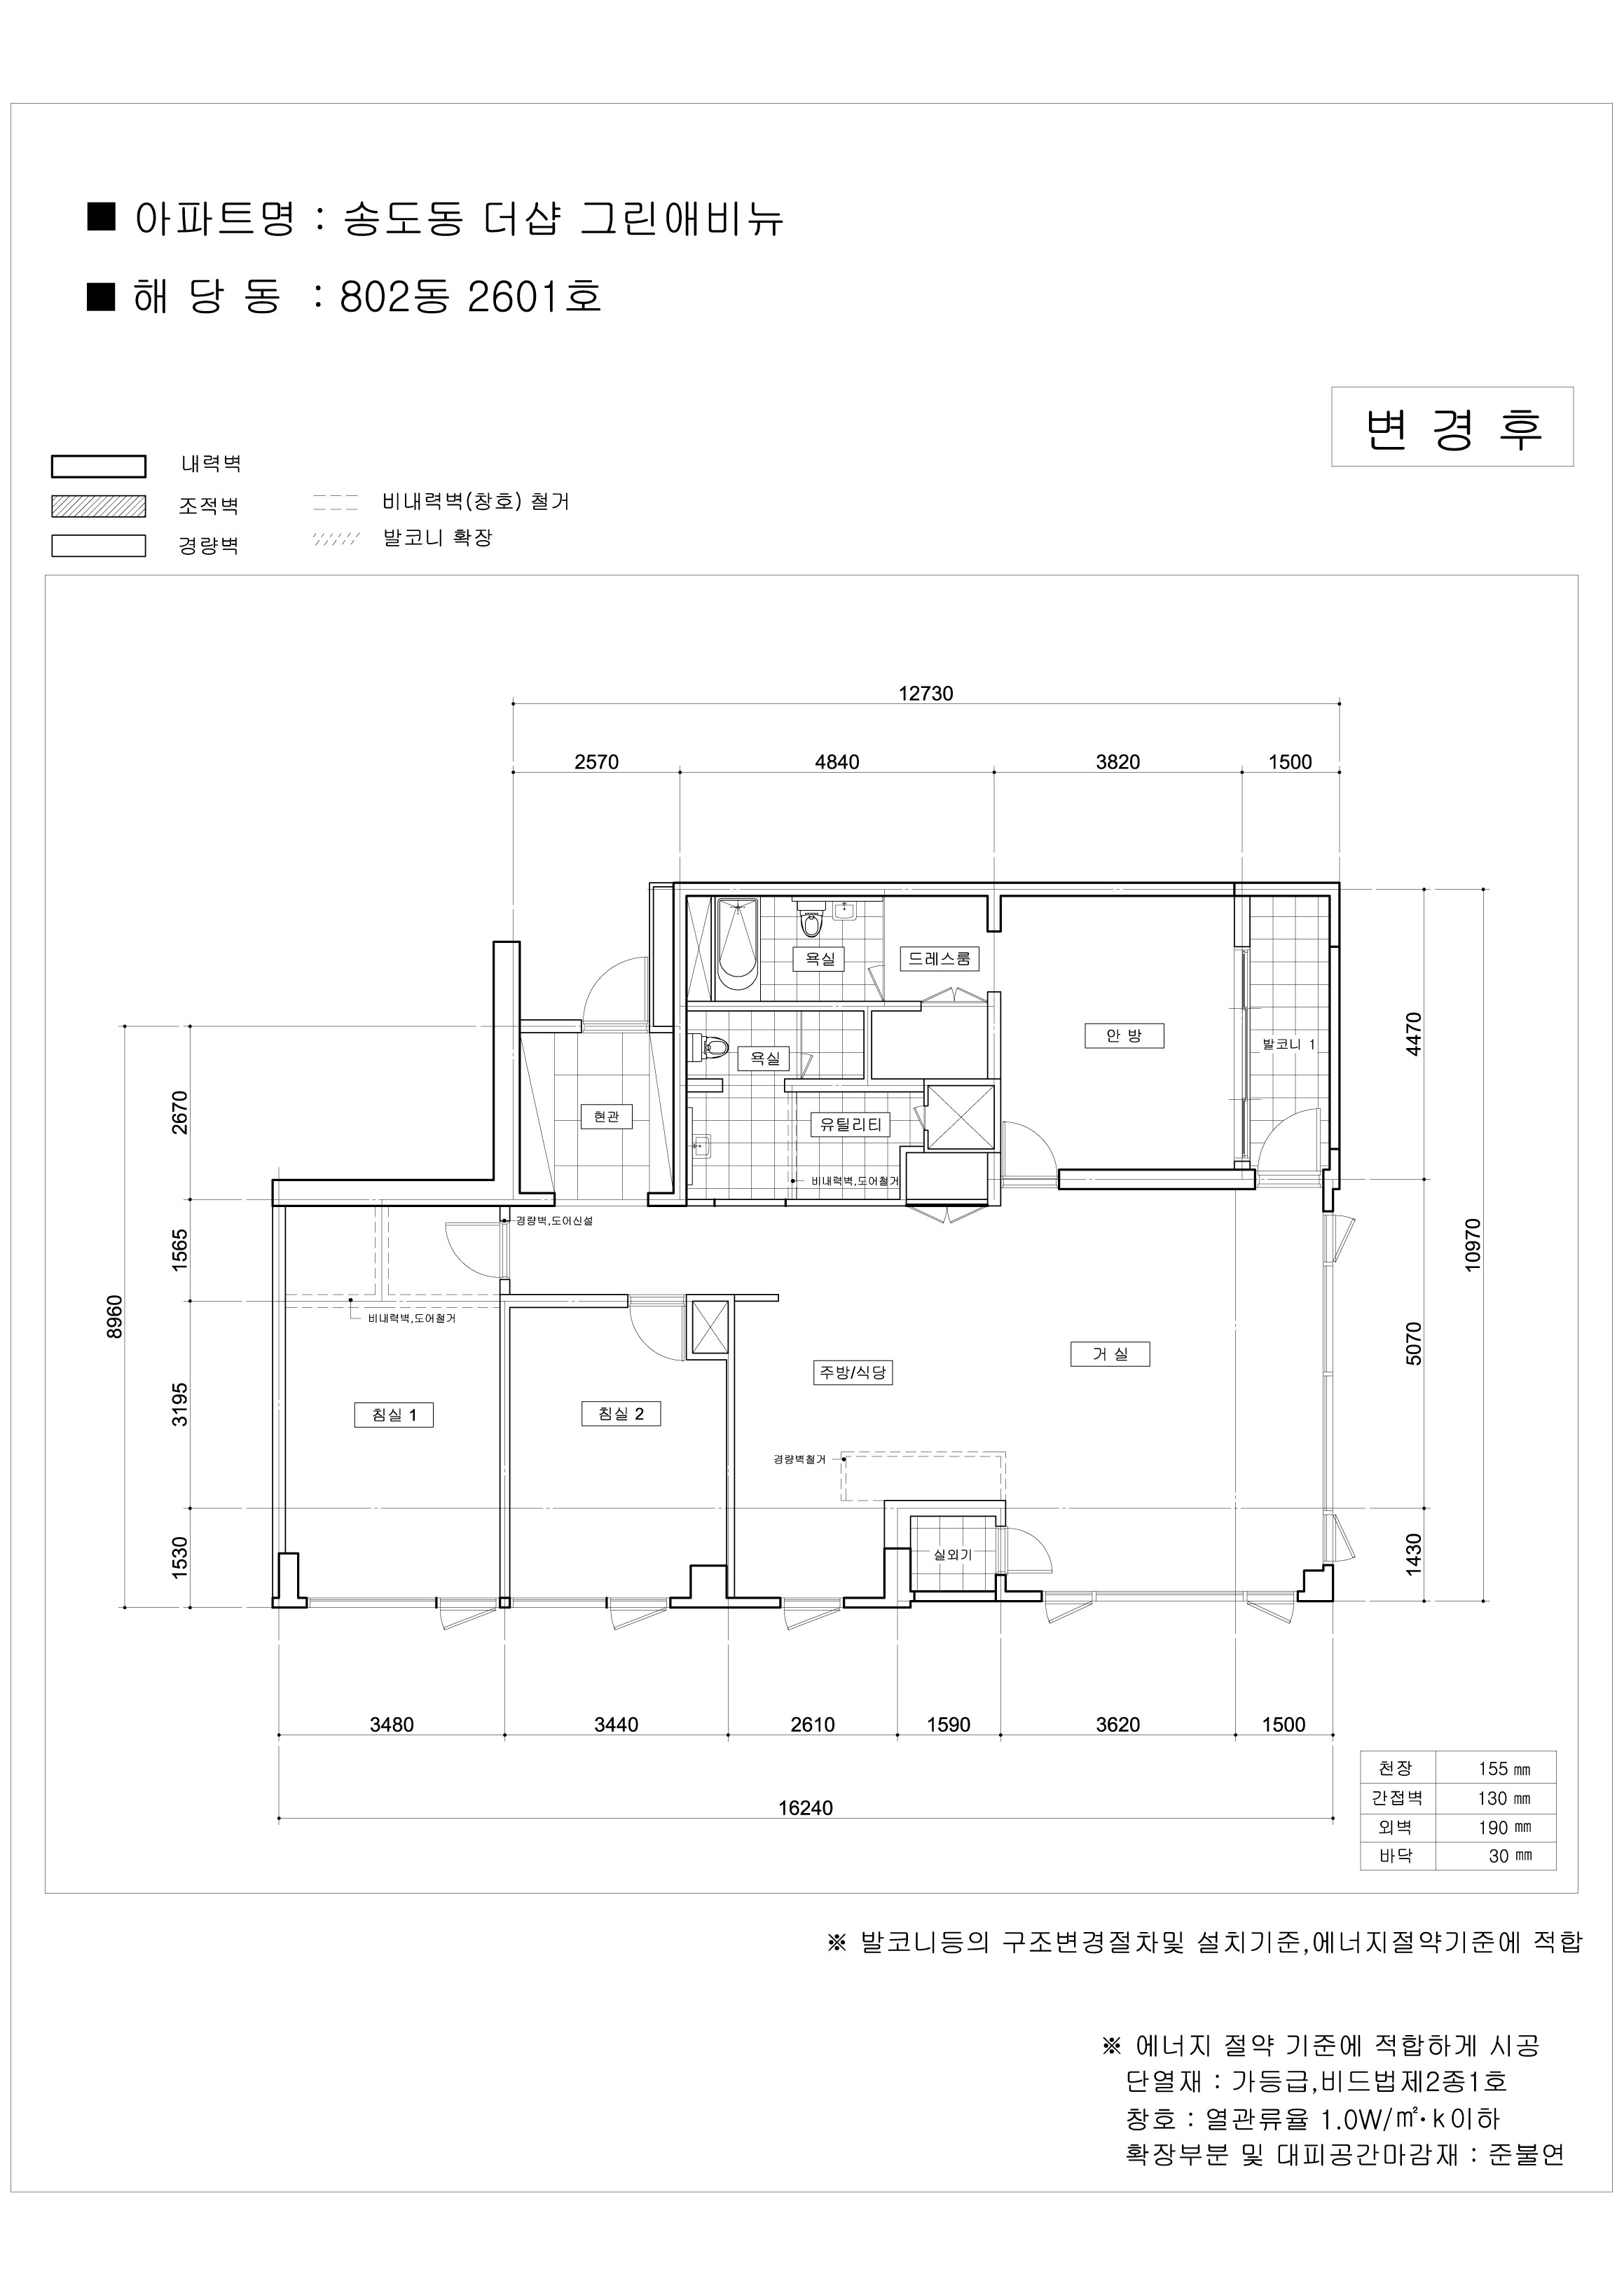 ■ 아파트명 : 송도동 더샵 그린애비뉴
■ 해 당 동 : 802동 2601호
변 경 후
내력벽
조적벽
경량벽
비내력벽(창호) 철거
발코니 확장
12730
2570 4840 3820 1500
욕실
드레스룸
안 방
발코니 1
욕실
현관
유틸리티
비내력벽,도어철거
경량벽,도어신설
비내력벽,도어철거
주방/식당
거 실
침실 1
침실 2
경량벽철거
실외기
8960
2670
1565
3195
1530
4470
5070
1430
10970
3480 3440 2610 1590 3620 1500
16240
천장 155 ㎜
간접벽 130 ㎜
외벽 190 ㎜
바닥 30 ㎜
※ 발코니등의 구조변경절차및 설치기준,에너지절약기준에 적합
※ 에너지 절약 기준에 적합하게 시공
단열재 : 가등급,비드법제2종1호
창호 : 열관류율 1.0W/㎡·k이하
확장부분 및 대피공간마감재 : 준불연